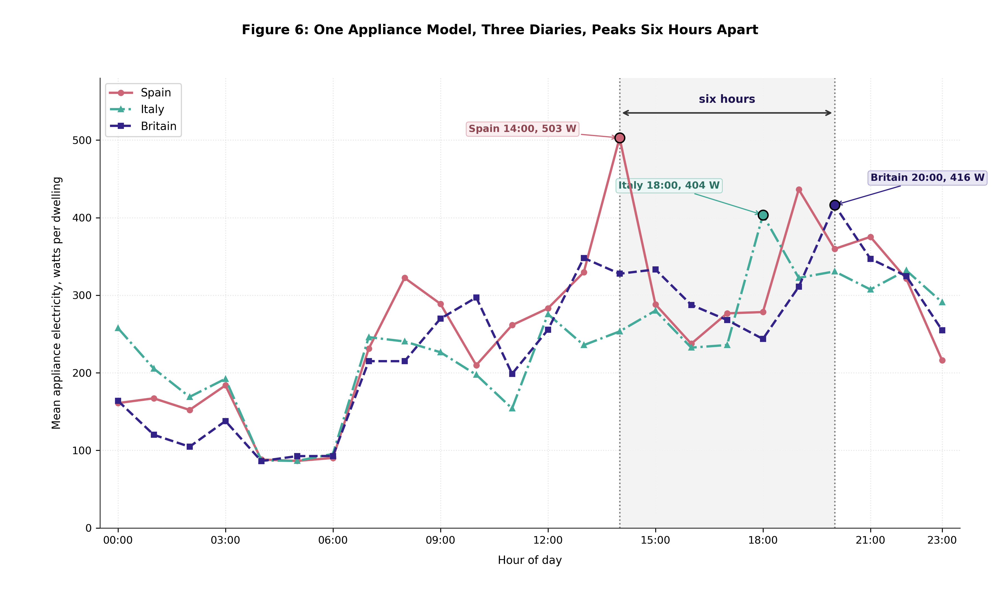 Figure 6: One Appliance Model, Three Diaries, Peaks Six Hours Apart
Spain
Italy
Britain
six hours
Spain 14:00, 503 W
Italy 18:00, 404 W
Britain 20:00, 416 W
Mean appliance electricity, watts per dwelling
500
400
300
200
100
0
00:00
03:00
06:00
09:00
12:00
15:00
18:00
21:00
23:00
Hour of day